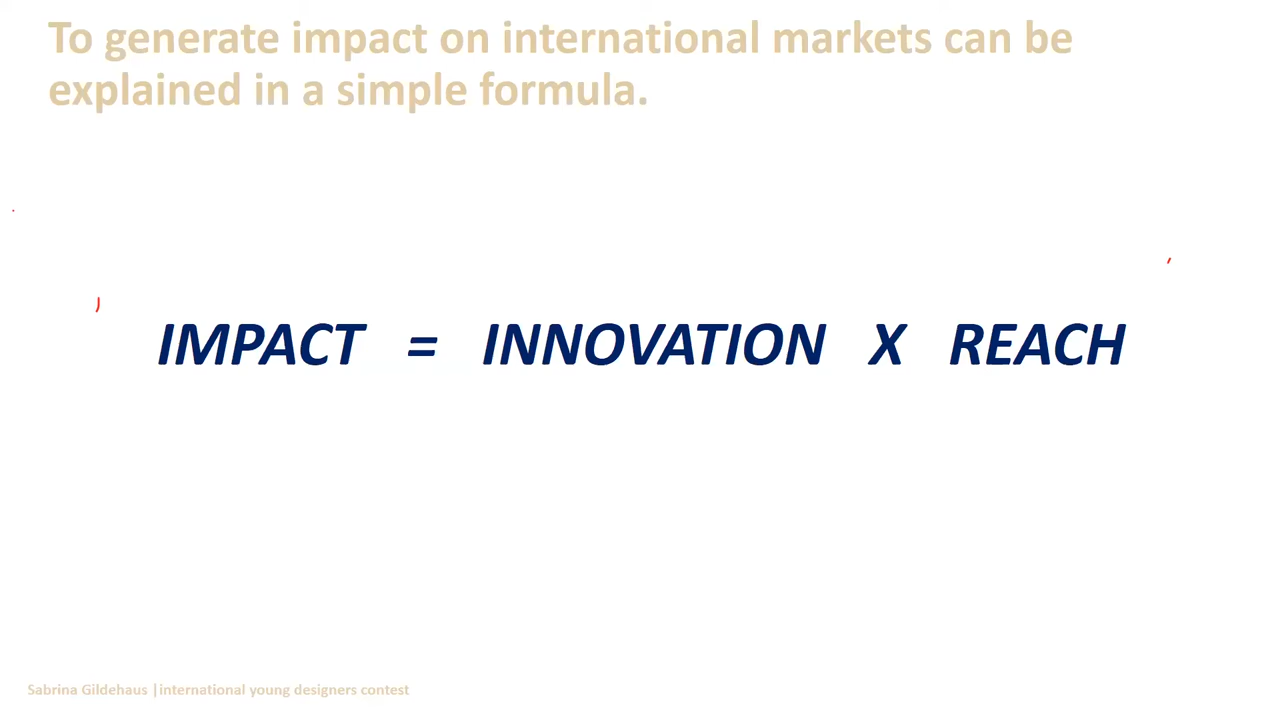 To generate impact on international markets can be
explained in a simple formula.
IMPACT = INNOVATION X REACH
Sabrina Gildehaus |international young designers contest